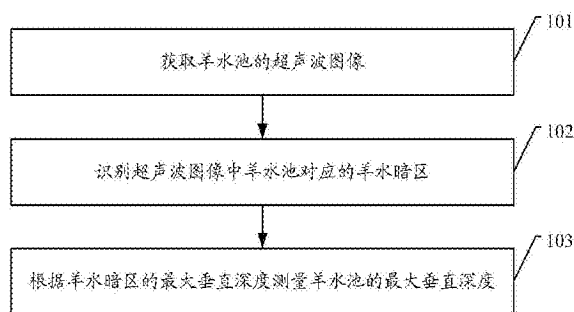 101
获取羊水池的超声波图像
102
识别超声波图像中羊水池对应的羊水暗区
103
根据羊水暗区的最大垂直深度测量羊水池的最大垂直深度